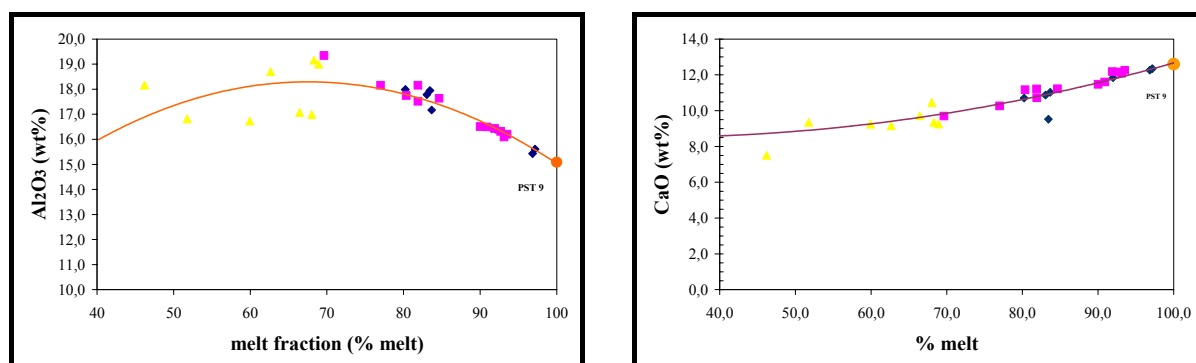 20,0
19,0
18,0
17,0
16,0
15,0
14,0
13,0
12,0
11,0
10,0
Al2O3 (wt%)
PST 9
40 50 60 70 80 90 100
melt fraction (% melt)
14,0
12,0
10,0
8,0
6,0
4,0
2,0
0,0
CaO (wt%)
PST 9
40,0 50,0 60,0 70,0 80,0 90,0 100,0
% melt